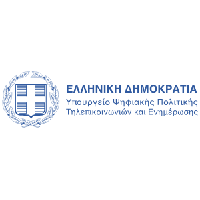 ΕΛΛΗΝΙΚΗ ΔΗΜΟΚΡΑΤΙΑ
Υπουργείο Ψηφιακής Πολιτικής
Τηλεπικοινωνιών και Ενημέρωσης